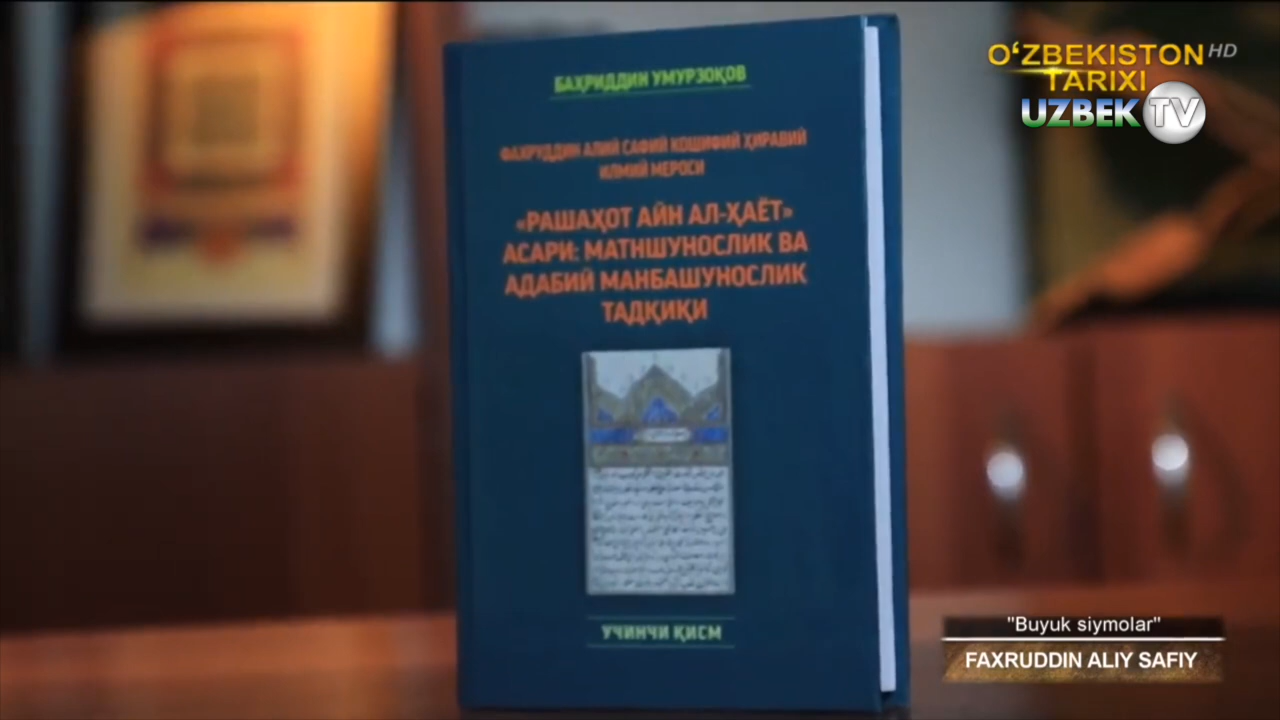 БАҲРИДДИН УМУРЗОҚОВ
ФАХРУДДИН АЛИЙ САФИЙ КОШИФИЙ ҲИРАВИЙ
ИЛМИЙ МЕРОСИ
«РАШАҲОТ АЙН АЛ-ҲАЁТ»
АСАРИ: МАТНШУНОСЛИК ВА
АДАБИЙ МАНБАШУНОСЛИК
ТАДҚИҚИ
УЧИНЧИ ҚИСМ
OʻZBEKISTON HD
TARIXI
UZBEK TV
"Buyuk siymolar"
FAXRUDDIN ALIY SAFIY